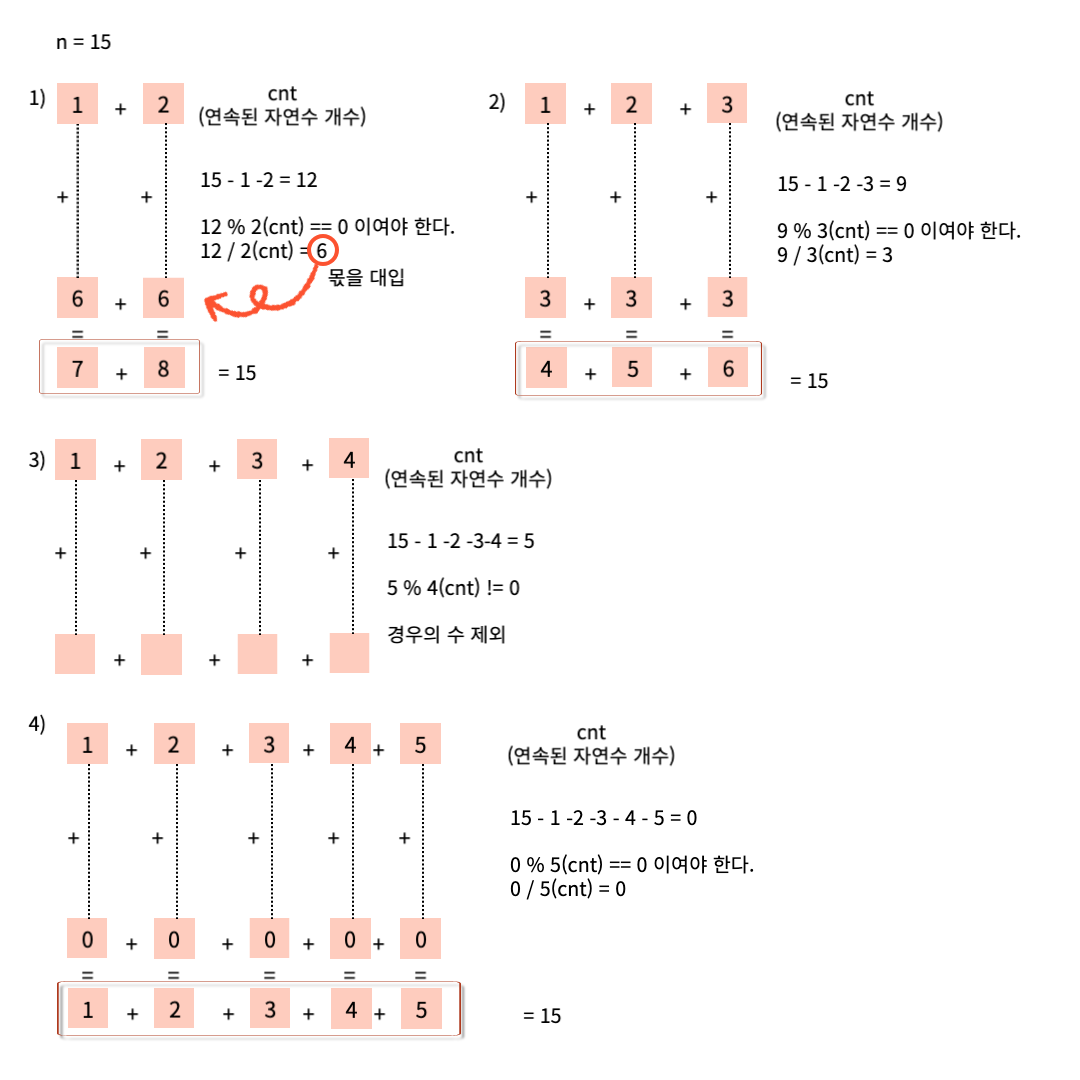 n = 15
1) 1 + 2
cnt
(연속된 자연수 개수)
+ +
15 - 1 -2 = 12
12 % 2(cnt) == 0 이여야 한다.
12 / 2(cnt) = 6
몫을 대입
6 + 6
= =
7 + 8 = 15
2) 1 + 2 + 3
cnt
(연속된 자연수 개수)
+ + +
15 - 1 -2 -3 = 9
9 % 3(cnt) == 0 이여야 한다.
9 / 3(cnt) = 3
3 + 3 + 3
= = =
4 + 5 + 6 = 15
3) 1 + 2 + 3 + 4
cnt
(연속된 자연수 개수)
+ + + +
15 - 1 -2 -3-4 = 5
5 % 4(cnt) != 0
경우의 수 제외
+ + +
4) 1 + 2 + 3 + 4 + 5
cnt
(연속된 자연수 개수)
+ + + + +
15 - 1 -2 -3 - 4 - 5 = 0
0 % 5(cnt) == 0 이여야 한다.
0 / 5(cnt) = 0
0 + 0 + 0 + 0 + 0
= = = = =
1 + 2 + 3 + 4 + 5 = 15